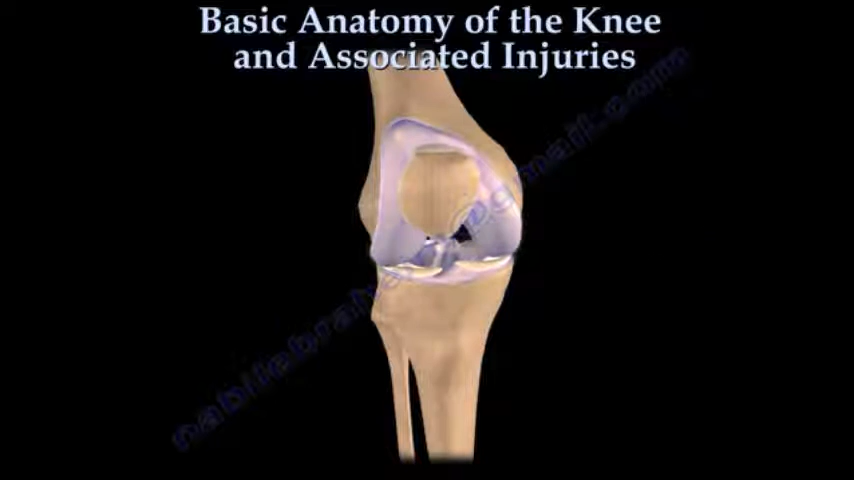 Basic Anatomy of the Knee
and Associated Injuries